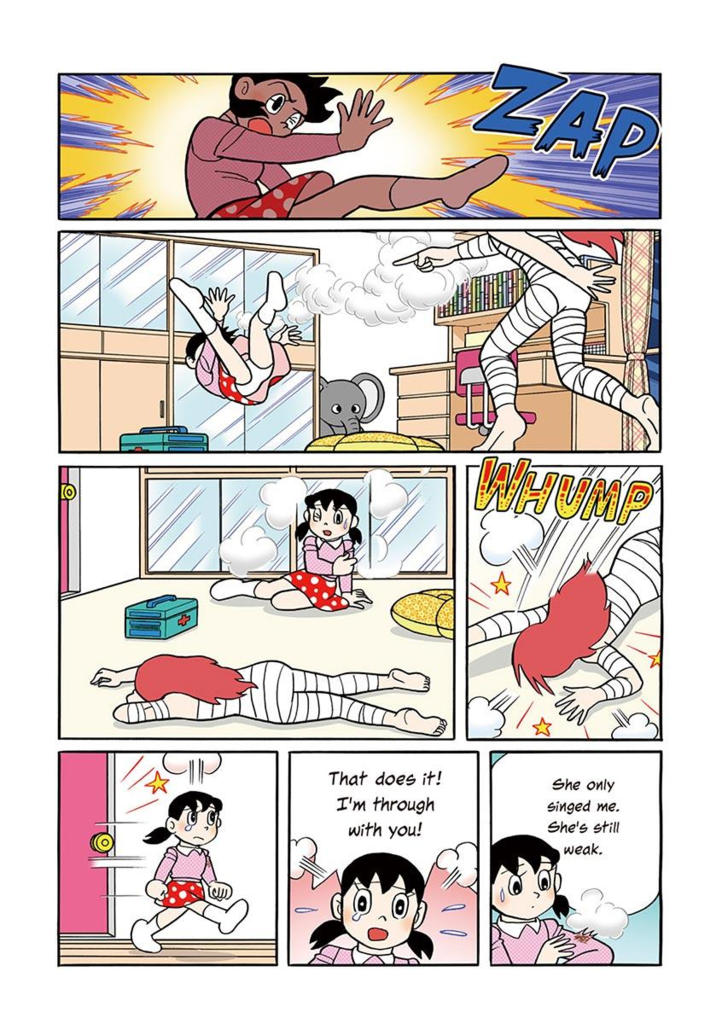 ZAP
WHUMP
She only
singed me.
She's still
weak.
That does it!
I'm through
with you!